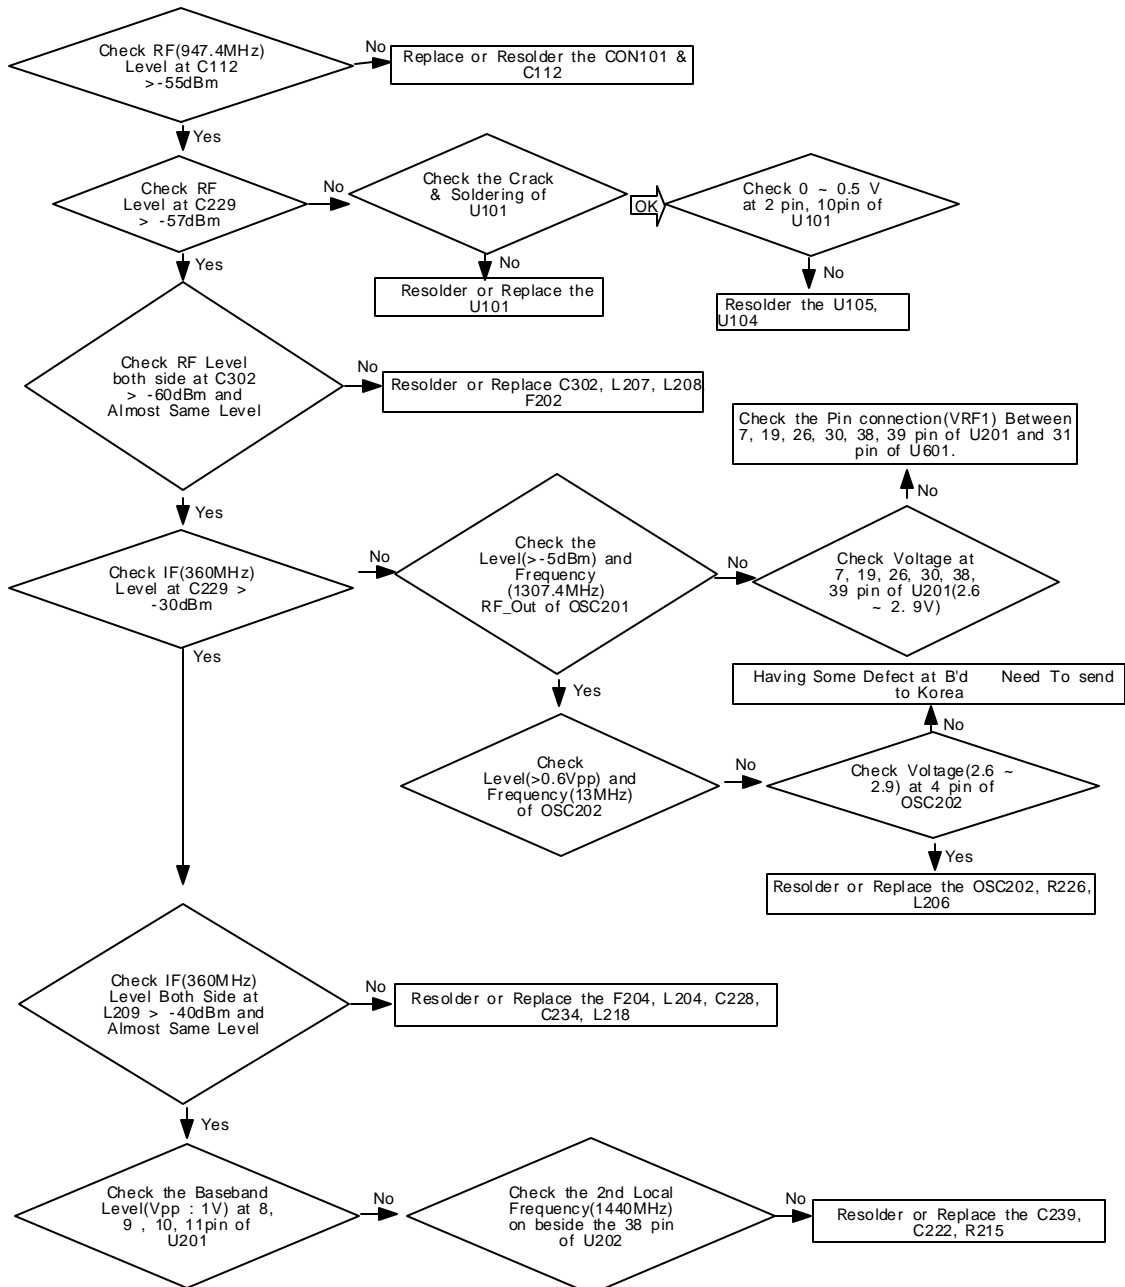 Check RF(947.4MHz)
Level at C112
>-55dBm
No
Replace or Resolder the CON101 &
C112
Yes
Check RF
Level at C229
> -57dBm
No
Check the Crack
& Soldering of
U101
OK
Check 0 ~ 0.5 V
at 2 pin, 10pin of
U101
Yes
No
Resolder or Replace the
U101
No
Resolder the U105,
U104
Check RF Level
both side at C302
> -60dBm and
Almost Same Level
No
Resolder or Replace C302, L207, L208
F202
Check the Pin connection(VRF1) Between
7, 19, 26, 30, 38, 39 pin of U201 and 31
pin of U601.
No
Yes
Check IF(360MHz)
Level at C229 >
-30dBm
No
Check the
Level(>-5dBm) and
Frequency
(1307.4MHz)
RF_Out of OSC201
No
Check Voltage at
7, 19, 26, 30, 38,
39 pin of U201(2.6
~ 2. 9V)
Yes
Having Some Defect at B'd Need To send
to Korea
Yes
No
Check
Level(>0.6Vpp) and
Frequency(13MHz)
of OSC202
No
Check Voltage(2.6 ~
2.9) at 4 pin of
OSC202
Yes
Resolder or Replace the OSC202, R226,
L206
Check IF(360MHz)
Level Both Side at
L209 > -40dBm and
Almost Same Level
No
Resolder or Replace the F204, L204, C228,
C234, L218
Yes
Check the Baseband
Level(Vpp : 1V) at 8,
9 , 10, 11pin of
U201
No
Check the 2nd Local
Frequency(1440MHz)
on beside the 38 pin
of U202
No
Resolder or Replace the C239,
C222, R215